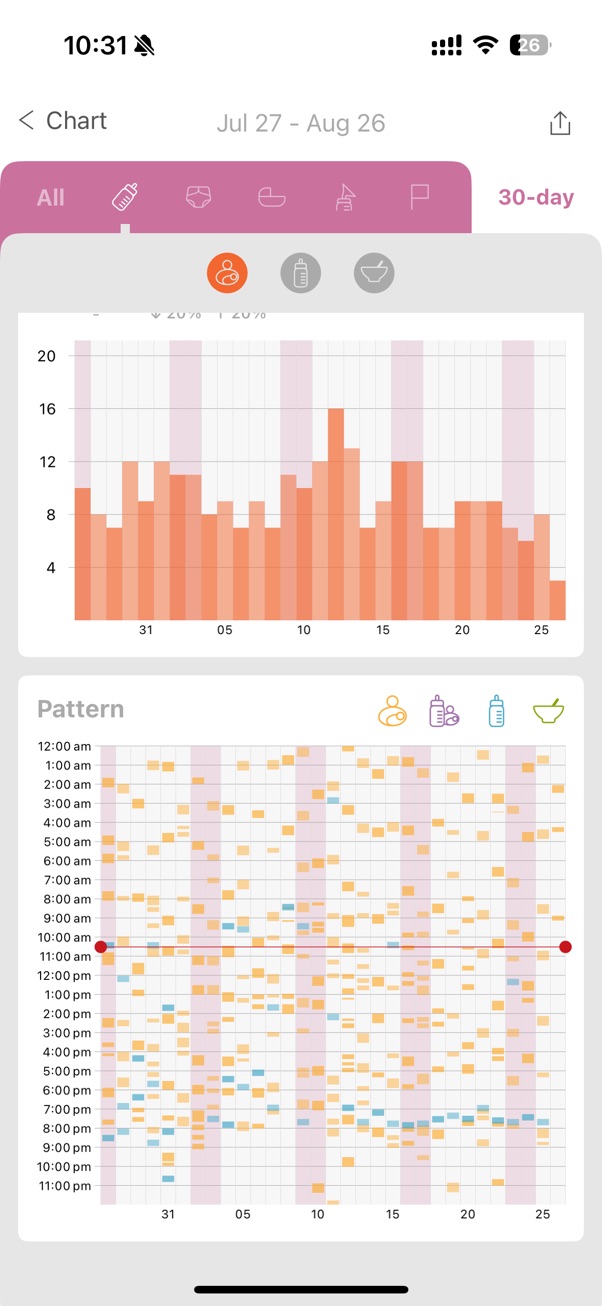 10:31
26
Chart
Jul 27 - Aug 26
All
30-day
- ↓ 20% ↑ 20%
20
16
12
8
4
31 05 10 15 20 25
Pattern
12:00 am
1:00 am
2:00 am
3:00 am
4:00 am
5:00 am
6:00 am
7:00 am
8:00 am
9:00 am
10:00 am
11:00 am
12:00 pm
1:00 pm
2:00 pm
3:00 pm
4:00 pm
5:00 pm
6:00 pm
7:00 pm
8:00 pm
9:00 pm
10:00 pm
11:00 pm
31 05 10 15 20 25